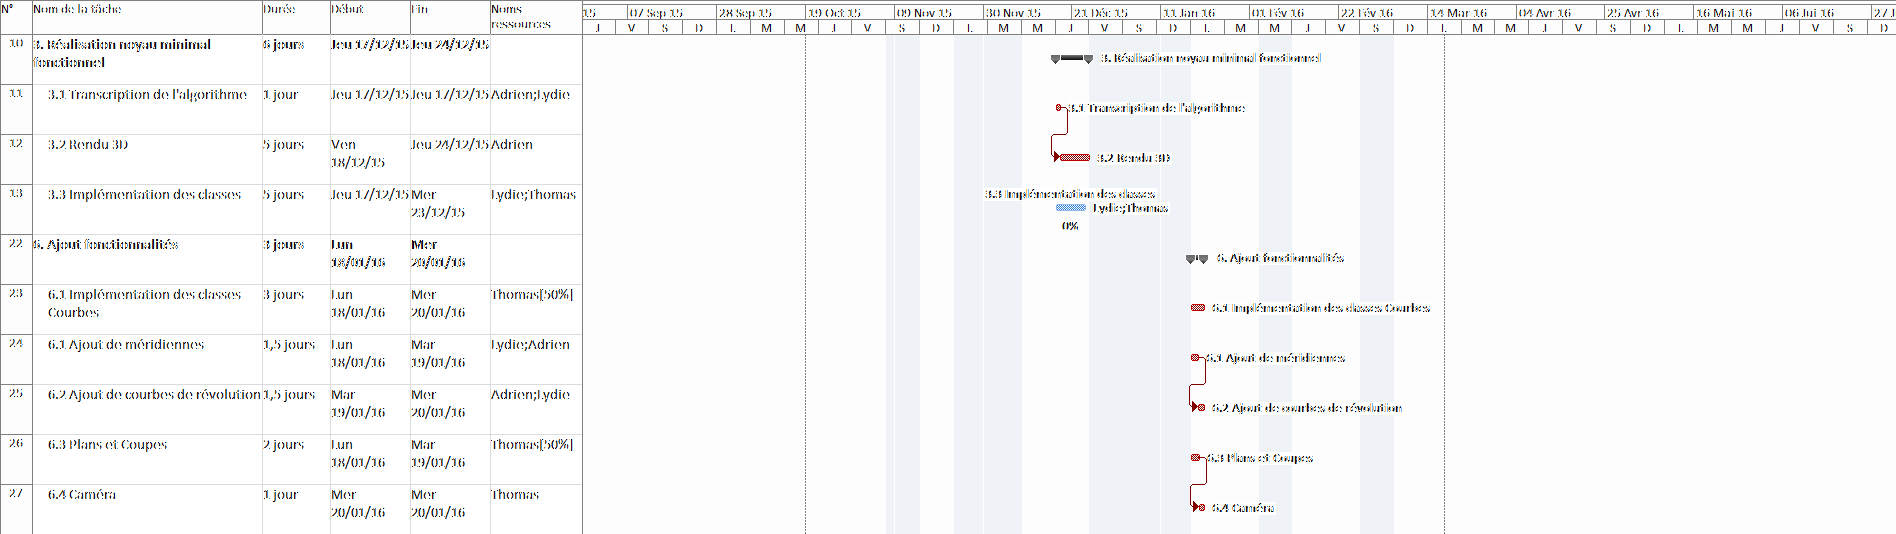 N° Nom de la tâche Durée Début Fin Noms ressources
15 07 Sep 15 28 Sep 15 19 Oct 15 09 Nov 15 30 Nov 15 21 Déc 15 11 Jan 16 01 Fév 16 22 Fév 16 14 Mar 16 04 Avr 16 25 Avr 16 16 Mai 16 06 Jui 16 27 J
J V S D L M M J V S D L M J V S D L M M J V S D L M M J V S D L M M J V S D
10 3. Réalisation noyau minimal fonctionnel 6 jours Jeu 17/12/15 Jeu 24/12/15
3. Réalisation noyau minimal fonctionnel
11 3.1 Transcription de l'algorithme 1 jour Jeu 17/12/15 Jeu 17/12/15 Adrien;Lydie
3.1 Transcription de l'algorithme
12 3.2 Rendu 3D 5 jours Ven 18/12/15 Jeu 24/12/15 Adrien
3.2 Rendu 3D
13 3.3 Implémentation des classes 5 jours Jeu 17/12/15 Mer 23/12/15 Lydie;Thomas
3.3 Implémentation des classes
Lydie;Thomas
0%
22 6. Ajout fonctionnalités 3 jours Lun 18/01/16 Mer 20/01/16
6. Ajout fonctionnalités
23 6.1 Implémentation des classes Courbes 3 jours Lun 18/01/16 Mer 20/01/16 Thomas[50%]
6.1 Implémentation des classes Courbes
24 6.1 Ajout de méridiennes 1,5 jours Lun 18/01/16 Mar 19/01/16 Lydie;Adrien
6.1 Ajout de méridiennes
25 6.2 Ajout de courbes de révolution 1,5 jours Mar 19/01/16 Mer 20/01/16 Adrien;Lydie
6.2 Ajout de courbes de révolution
26 6.3 Plans et Coupes 2 jours Lun 18/01/16 Mar 19/01/16 Thomas[50%]
6.3 Plans et Coupes
27 6.4 Caméra 1 jour Mer 20/01/16 Mer 20/01/16 Thomas
6.4 Caméra